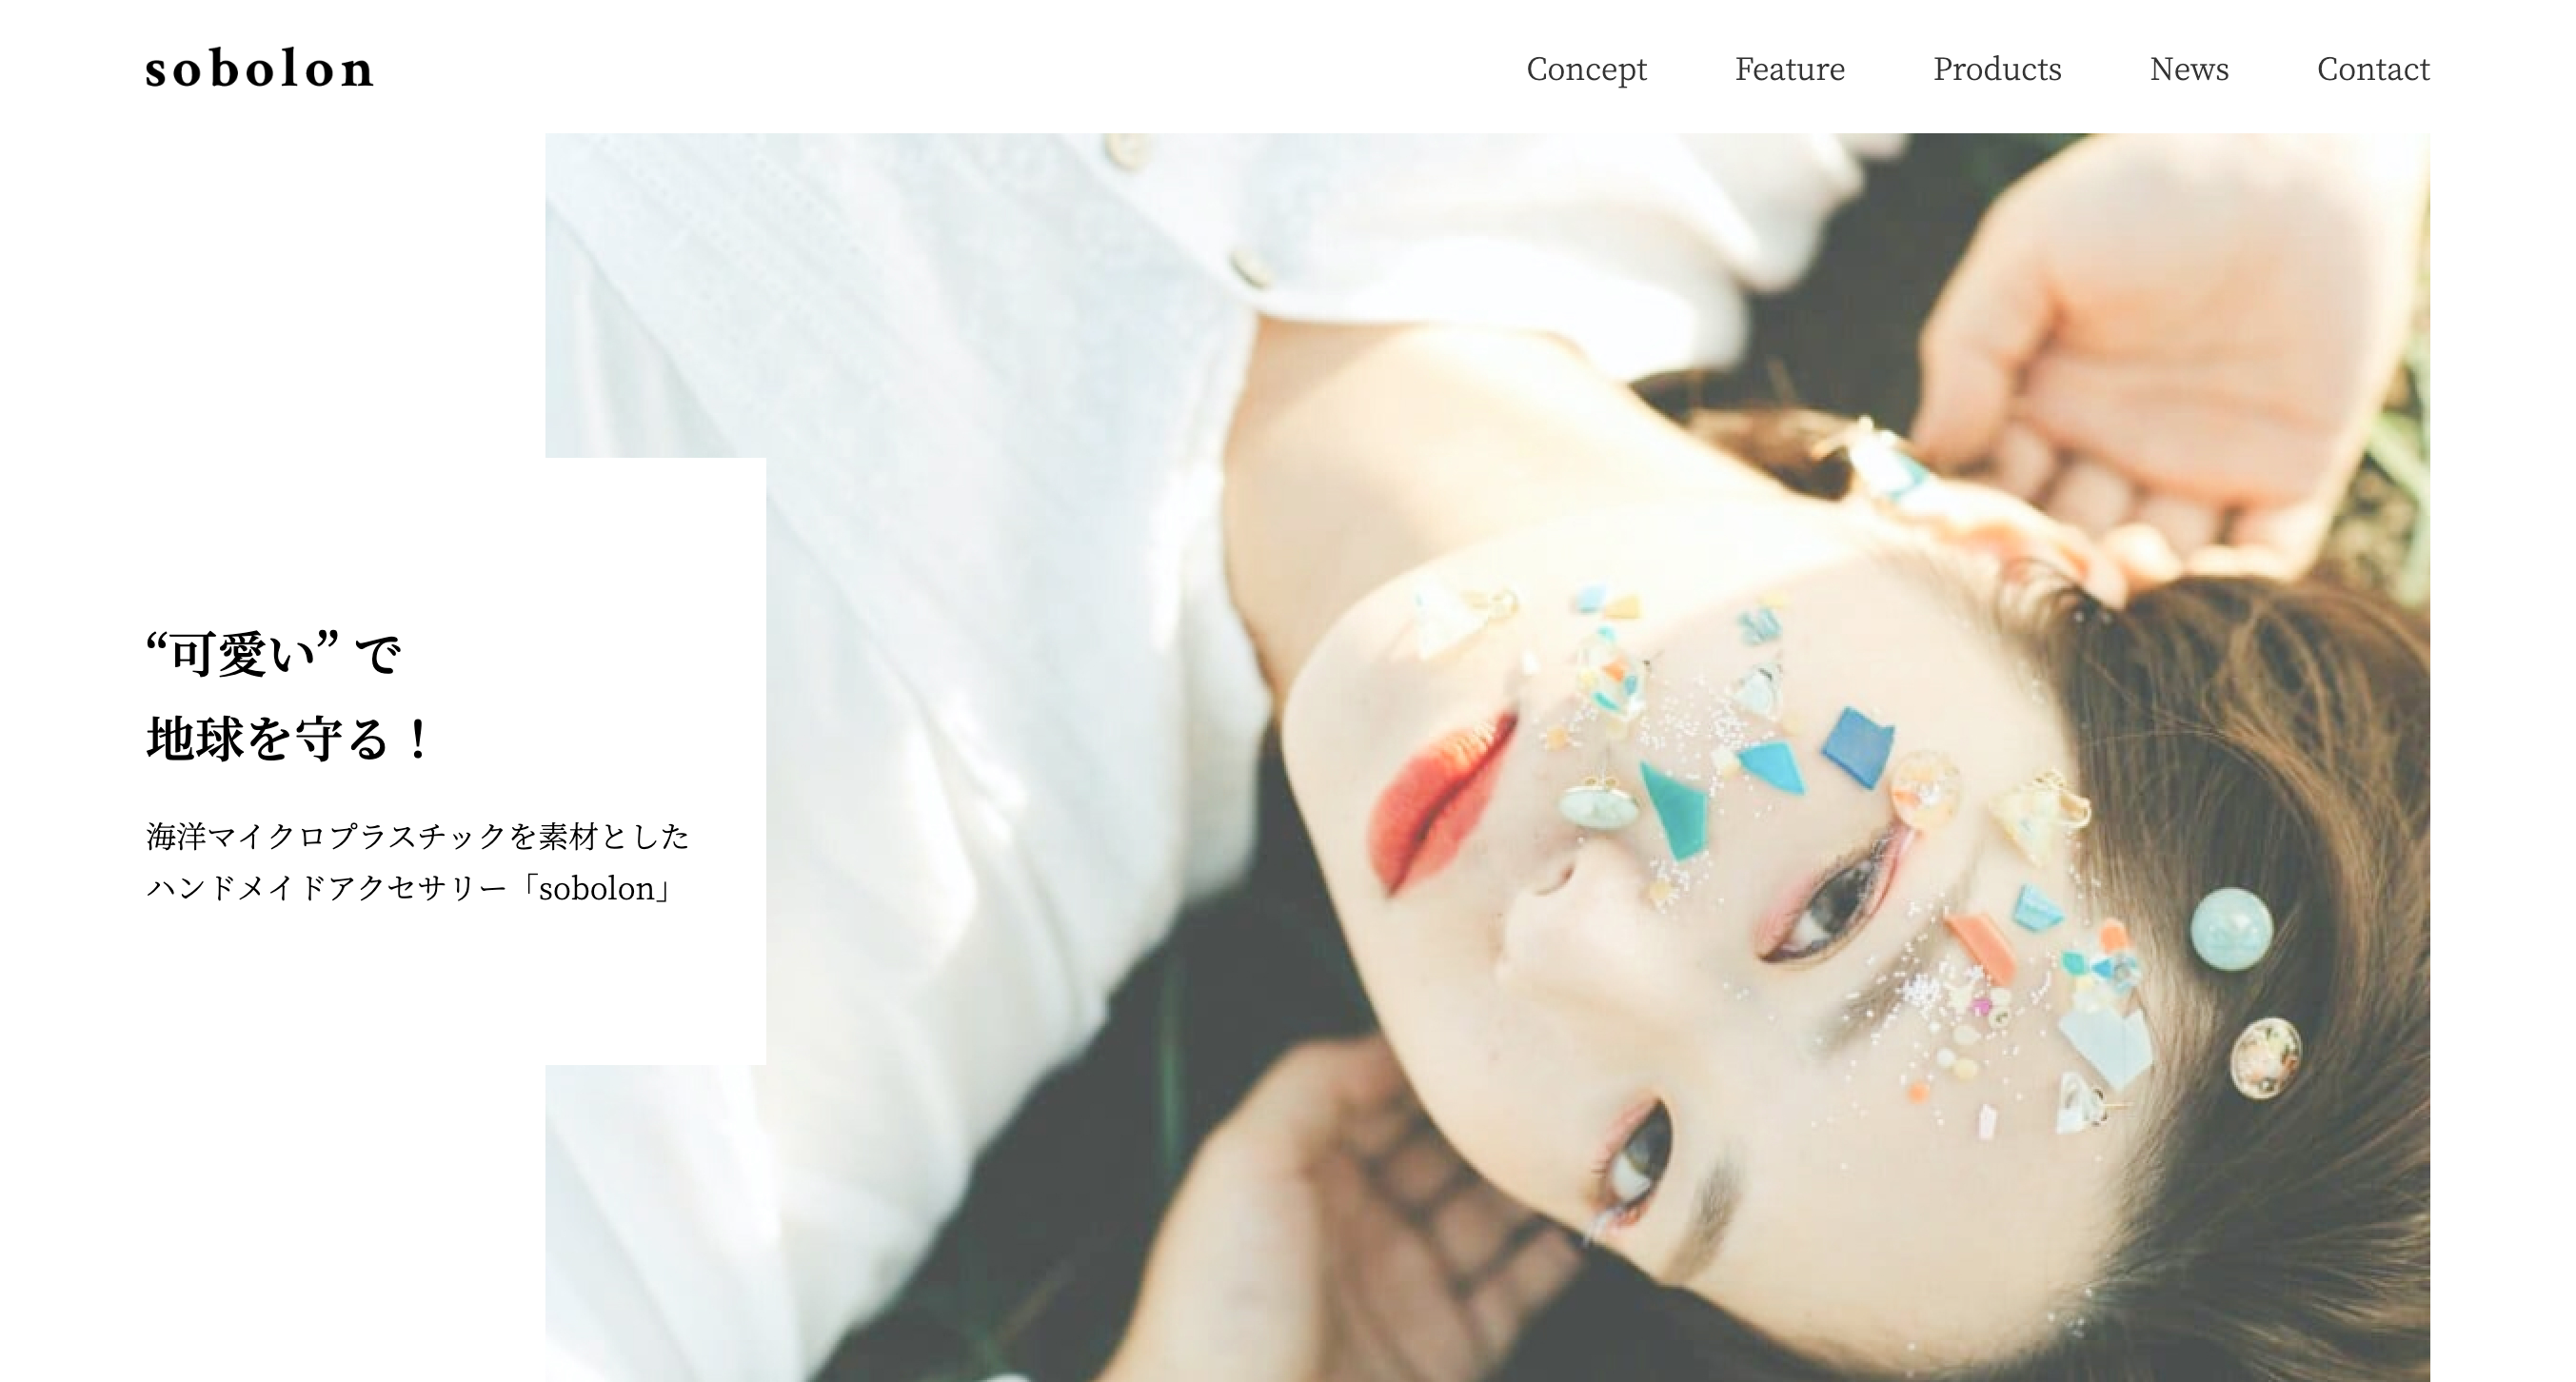 sobolon
Concept Feature Products News Contact
“可愛い” で
地球を守る！
海洋マイクロプラスチックを素材とした
ハンドメイドアクセサリー「sobolon」